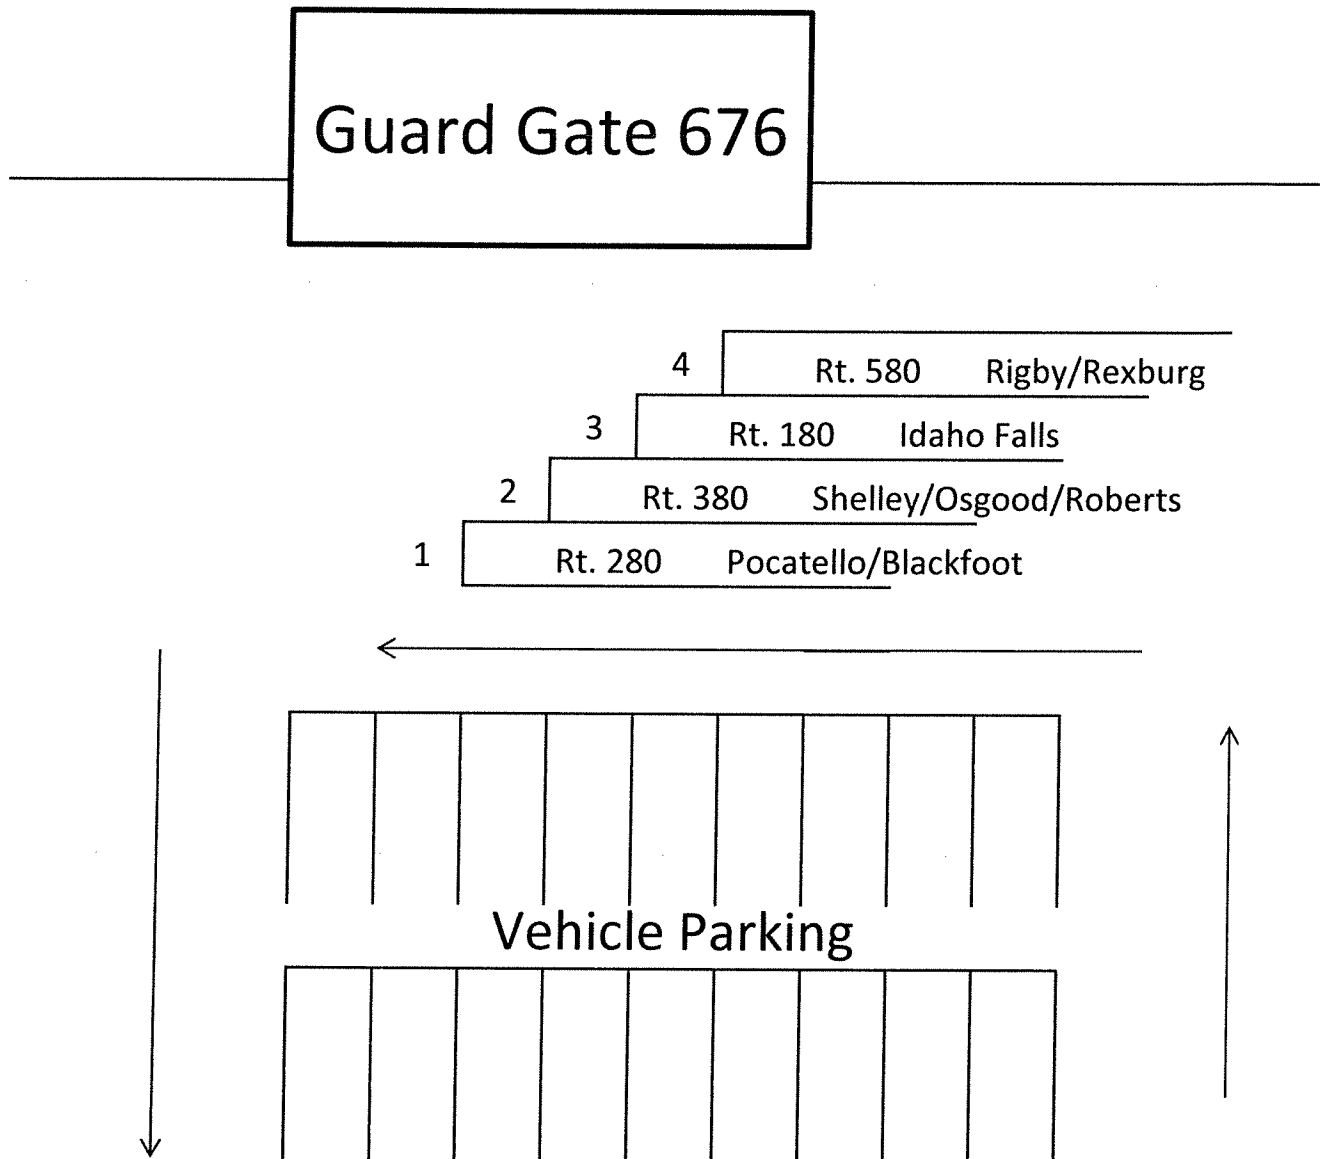 Guard Gate 676
4 Rt. 580 Rigby/Rexburg
3 Rt. 180 Idaho Falls
2 Rt. 380 Shelley/Osgood/Roberts
1 Rt. 280 Pocatello/Blackfoot
Vehicle Parking